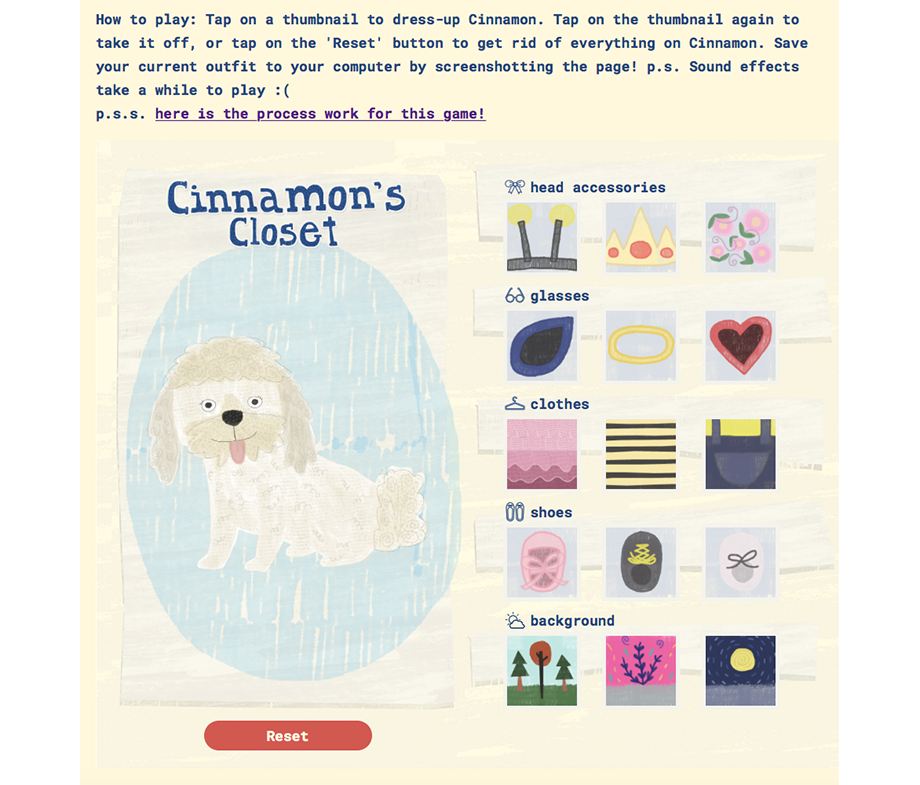 How to play: Tap on a thumbnail to dress-up Cinnamon. Tap on the thumbnail again to
take it off, or tap on the 'Reset' button to get rid of everything on Cinnamon. Save
your current outfit to your computer by screenshotting the page! p.s. Sound effects
take a while to play :(
p.s.s. here is the process work for this game!
Cinnamon's
Closet
head accessories
glasses
clothes
shoes
background
Reset